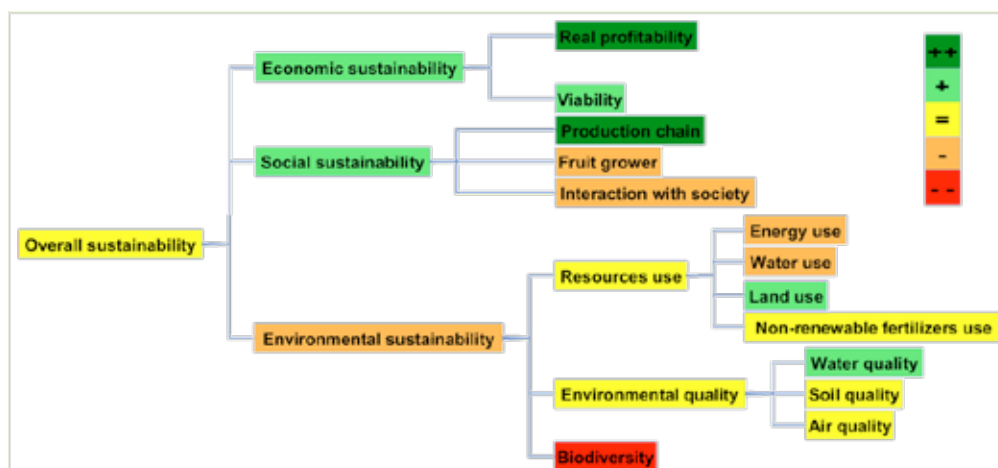 Real profitability
Economic sustainability
Viability
Production chain
Social sustainability
Fruit grower
Interaction with society
Overall sustainability
Energy use
Resources use
Water use
Land use
Non-renewable fertilizers use
Environmental sustainability
Water quality
Environmental quality
Soil quality
Air quality
Biodiversity
++
+
=
-
--